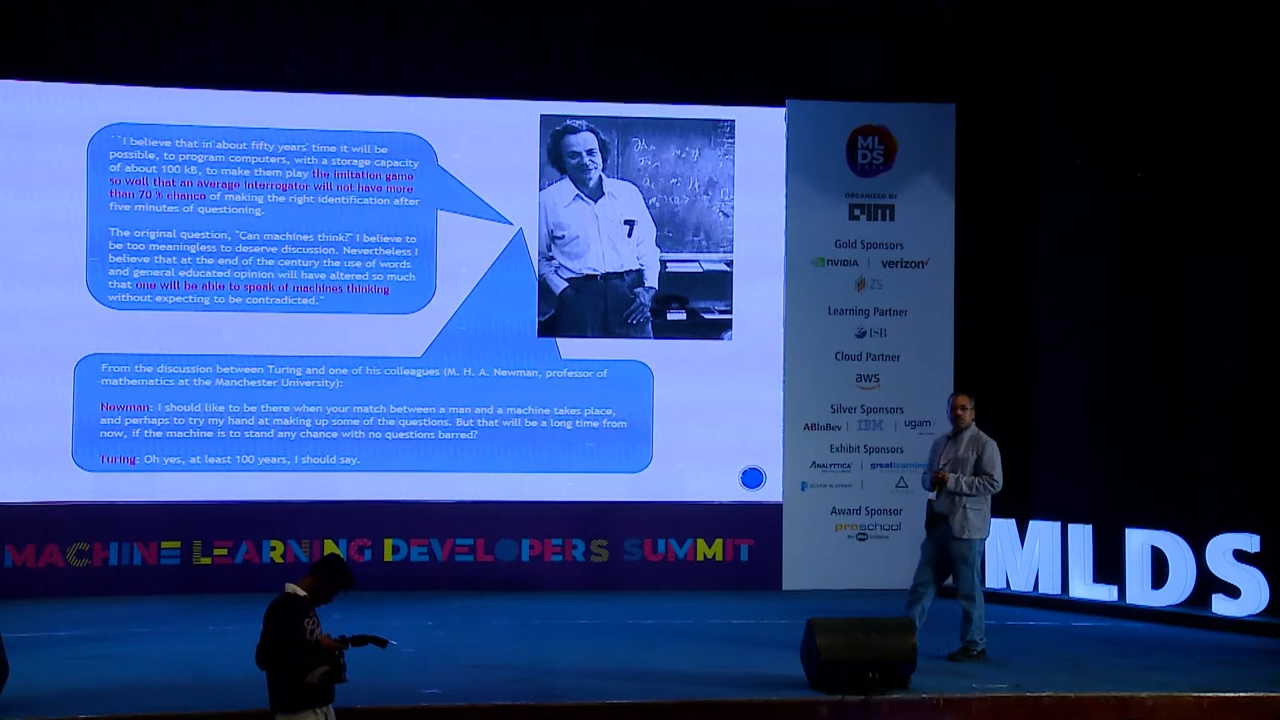 ``I believe that in about fifty years' time it will be
possible, to program computers, with a storage capacity
of about 100 kB, to make them play the imitation game
so well that an average interrogator will not have more
than 70 % chance of making the right identification after
five minutes of questioning.
The original question, "Can machines think?" I believe to
be too meaningless to deserve discussion. Nevertheless I
believe that at the end of the century the use of words
and general educated opinion will have altered so much
that one will be able to speak of machines thinking
without expecting to be contradicted."
From the discussion between Turing and one of his colleagues (M. H. A. Newman, professor of
mathematics at the Manchester University):
Newman: I should like to be there when your match between a man and a machine takes place,
and perhaps to try my hand at making up some of the questions. But that will be a long time from
now, if the machine is to stand any chance with no questions barred?
Turing: Oh yes, at least 100 years, I should say.
MACHINE LEARNING DEVELOPERS SUMMIT
ML
DS
ORGANIZED BY
AIM
Gold Sponsors
NVIDIA | verizon
ZS
Learning Partner
ISB
Cloud Partner
aws
Silver Sponsors
ABInBev | IBM | ugam
Exhibit Sponsors
ANALYTTICA | greatlearning
Award Sponsor
proschool
MLDS